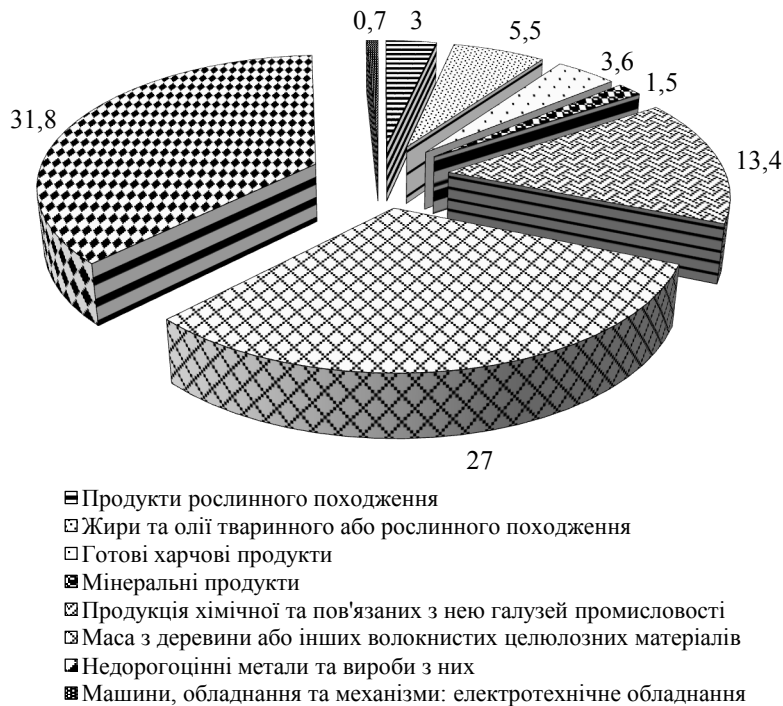 0,7
3
5,5
3,6
1,5
31,8
13,4
27
Продукти рослинного походження
Жири та олії тваринного або рослинного походження
Готові харчові продукти
Мінеральні продукти
Продукція хімічної та пов'язаних з нею галузей промисловості
Маса з деревини або інших волокнистих целюлозних матеріалів
Недорогоцінні метали та вироби з них
Машини, обладнання та механізми: електротехнічне обладнання